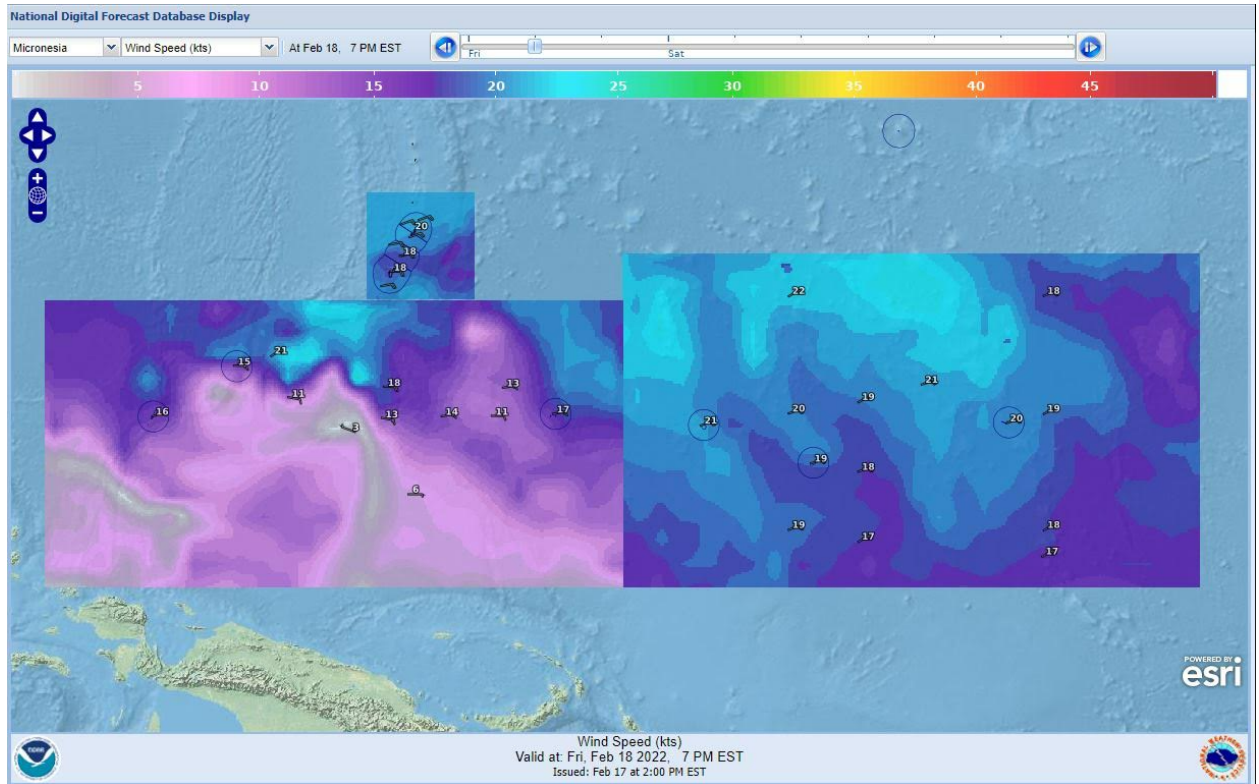 National Digital Forecast Database Display
Micronesia Wind Speed (kts) At Feb 18, 7 PM EST
Fri Sat
5 10 15 20 25 30 35 40 45
20
18
18
22 18
21
15
21
18 13
11
19
16 13 14 11 17
20 19
21 20
3
19 18
6
19 18
17
17
POWERED BY
esri
Wind Speed (kts)
Valid at: Fri, Feb 18 2022, 7 PM EST
Issued: Feb 17 at 2:00 PM EST